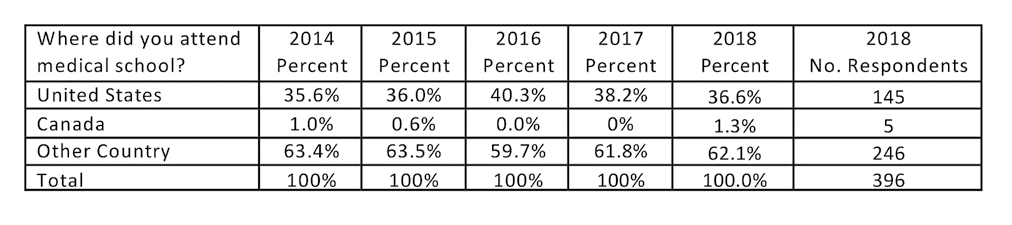 Where did you attend medical school? 2014 Percent 2015 Percent 2016 Percent 2017 Percent 2018 Percent 2018 No. Respondents
United States 35.6% 36.0% 40.3% 38.2% 36.6% 145
Canada 1.0% 0.6% 0.0% 0% 1.3% 5
Other Country 63.4% 63.5% 59.7% 61.8% 62.1% 246
Total 100% 100% 100% 100% 100.0% 396